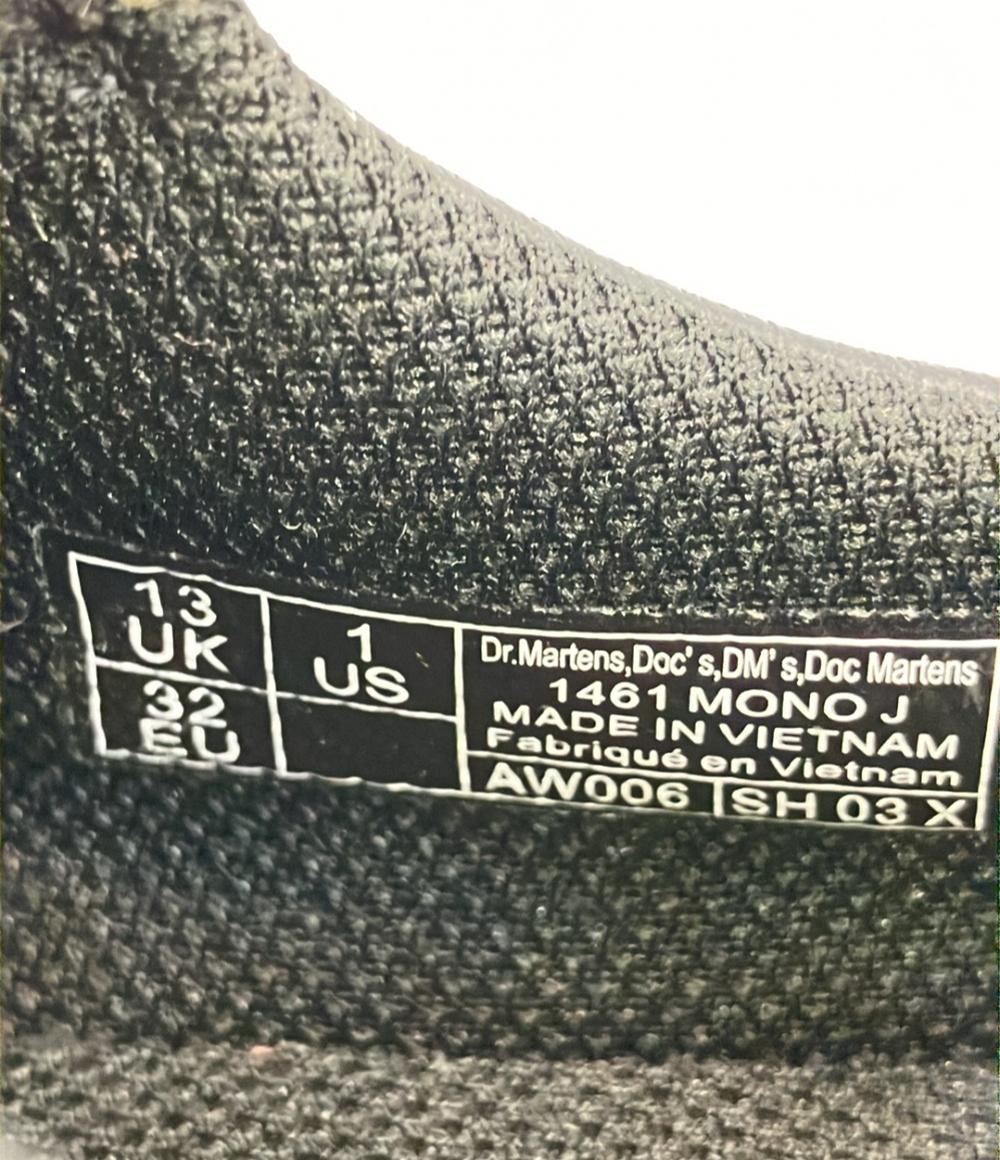 13
UK
1
US
32
EU
Dr.Martens,Doc's,DM's,Doc Martens
1461 MONO J
MADE IN VIETNAM
Fabriqué en Vietnam
AW006 SH 03 X